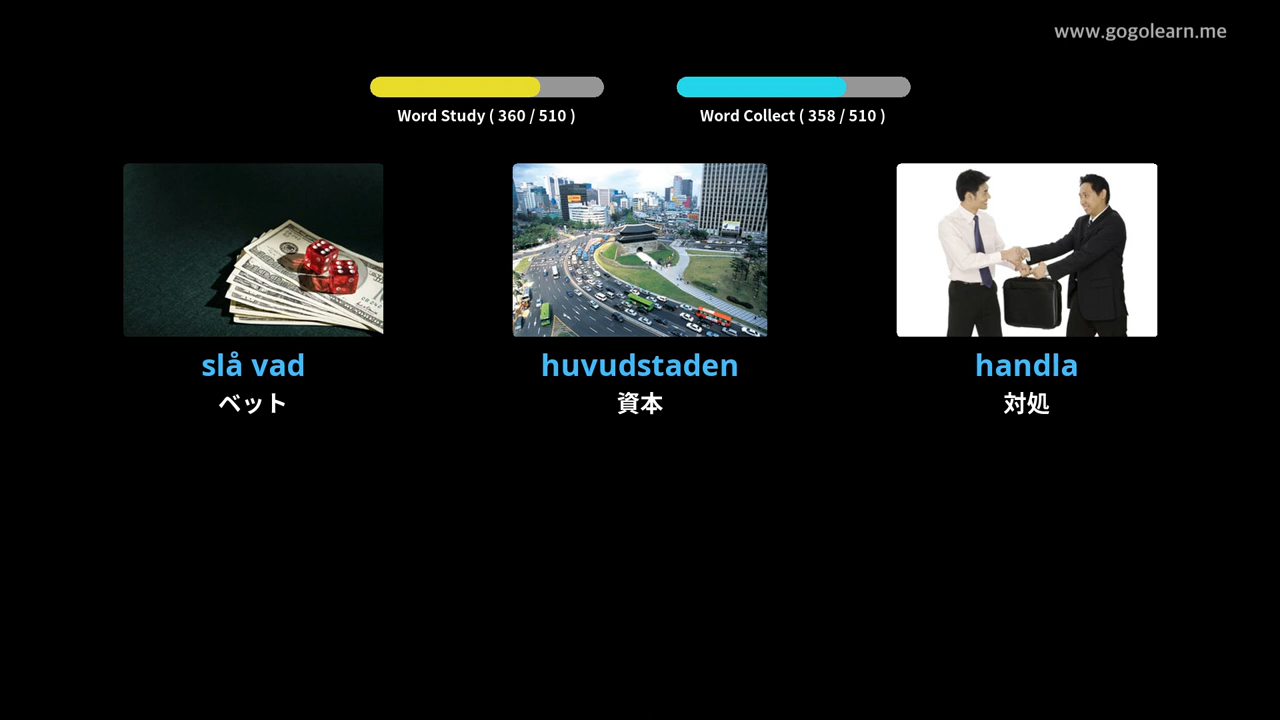 www.gogolearn.me
Word Study ( 360 / 510 )
Word Collect ( 358 / 510 )
slå vad
ベット
huvudstaden
資本
handla
対処